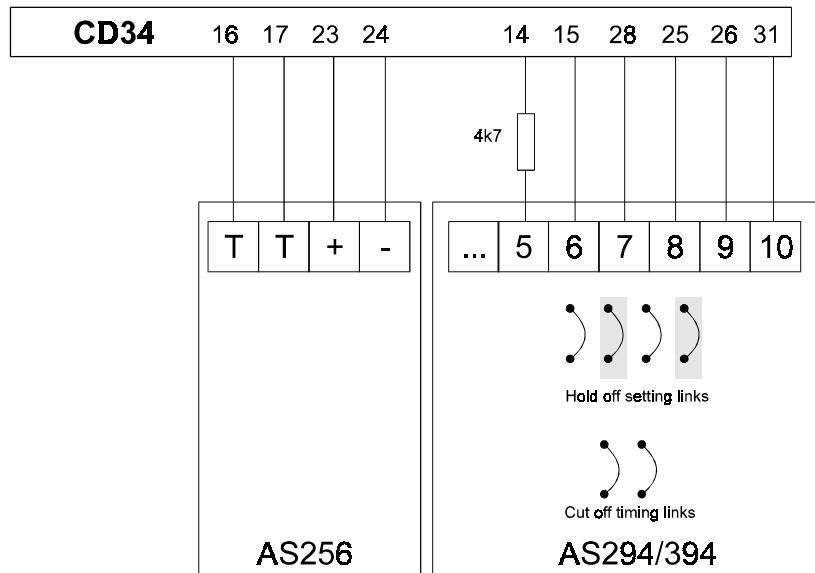 CD34 16 17 23 24 14 15 28 25 26 31
4k7
T T + - ... 5 6 7 8 9 10
Hold off setting links
Cut off timing links
AS256 AS294/394